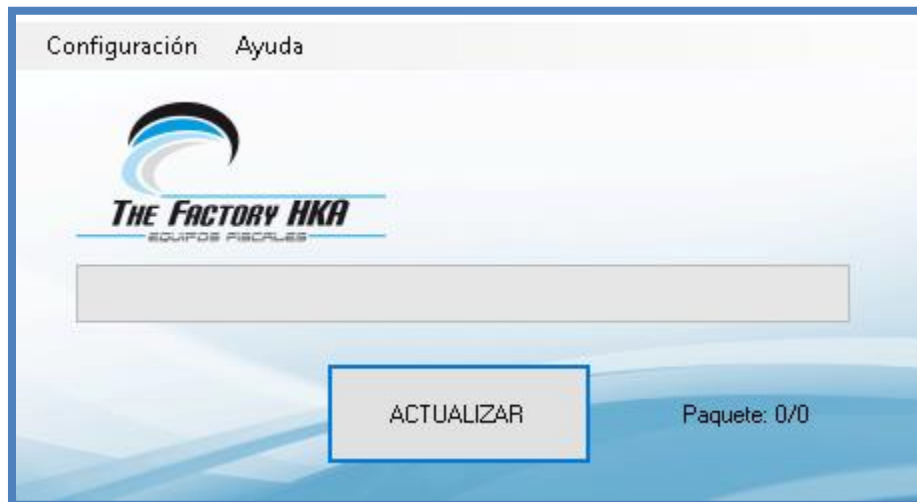 Configuración Ayuda
THE FACTORY HKA
EQUIPOS FISCALES
ACTUALIZAR Paquete: 0/0